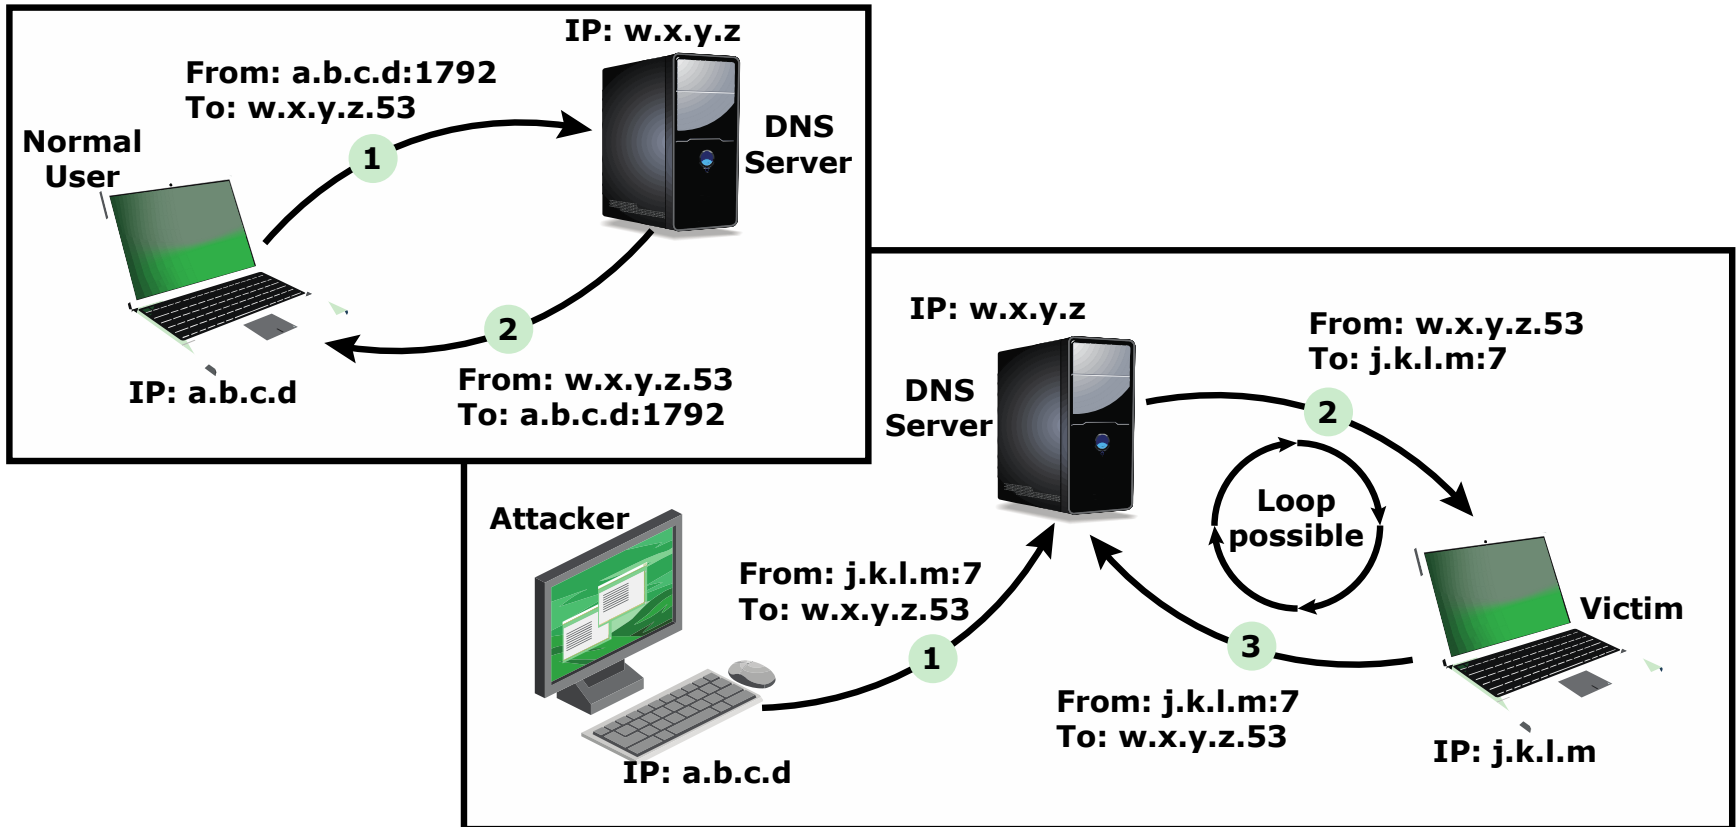 IP: w.x.y.z
From: a.b.c.d:1792
To: w.x.y.z.53
Normal
User
1
DNS
Server
2
IP: a.b.c.d
From: w.x.y.z.53
To: a.b.c.d:1792
IP: w.x.y.z
From: w.x.y.z.53
To: j.k.l.m:7
DNS
Server
2
Loop
possible
Attacker
From: j.k.l.m:7
To: w.x.y.z.53
1
Victim
3
From: j.k.l.m:7
To: w.x.y.z.53
IP: j.k.l.m
IP: a.b.c.d